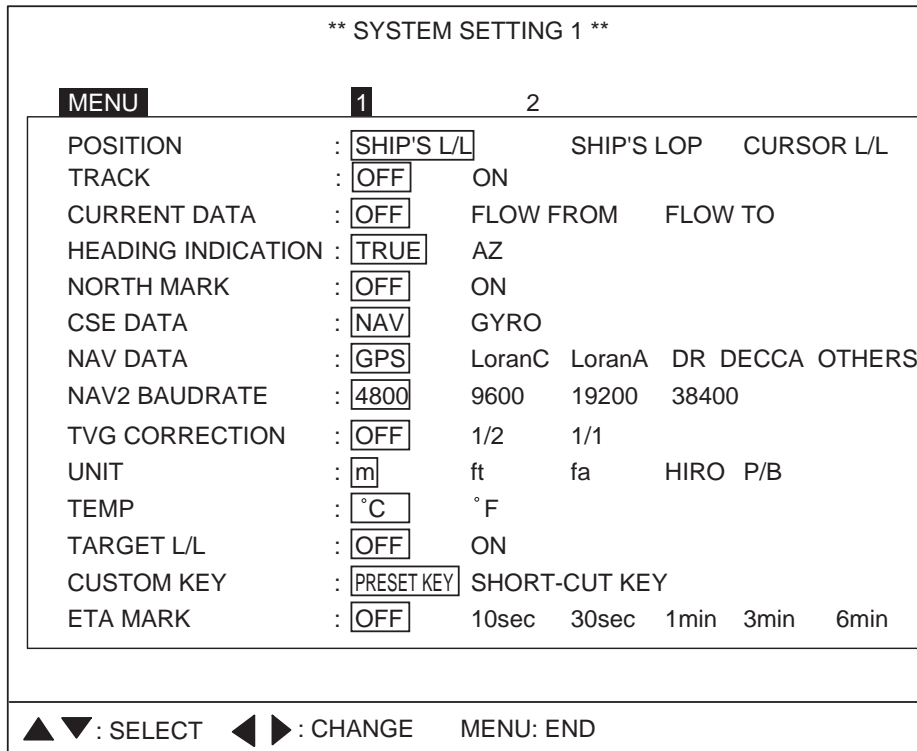 ** SYSTEM SETTING 1 **
MENU 1 2
POSITION : SHIP'S L/L SHIP'S LOP CURSOR L/L
TRACK : OFF ON
CURRENT DATA : OFF FLOW FROM FLOW TO
HEADING INDICATION : TRUE AZ
NORTH MARK : OFF ON
CSE DATA : NAV GYRO
NAV DATA : GPS LoranC LoranA DR DECCA OTHERS
NAV2 BAUDRATE : 4800 9600 19200 38400
TVG CORRECTION : OFF 1/2 1/1
UNIT : m ft fa HIRO P/B
TEMP : °C °F
TARGET L/L : OFF ON
CUSTOM KEY : PRESET KEY SHORT-CUT KEY
ETA MARK : OFF 10sec 30sec 1min 3min 6min
▲ ▼ : SELECT ◀ ▶ : CHANGE MENU: END